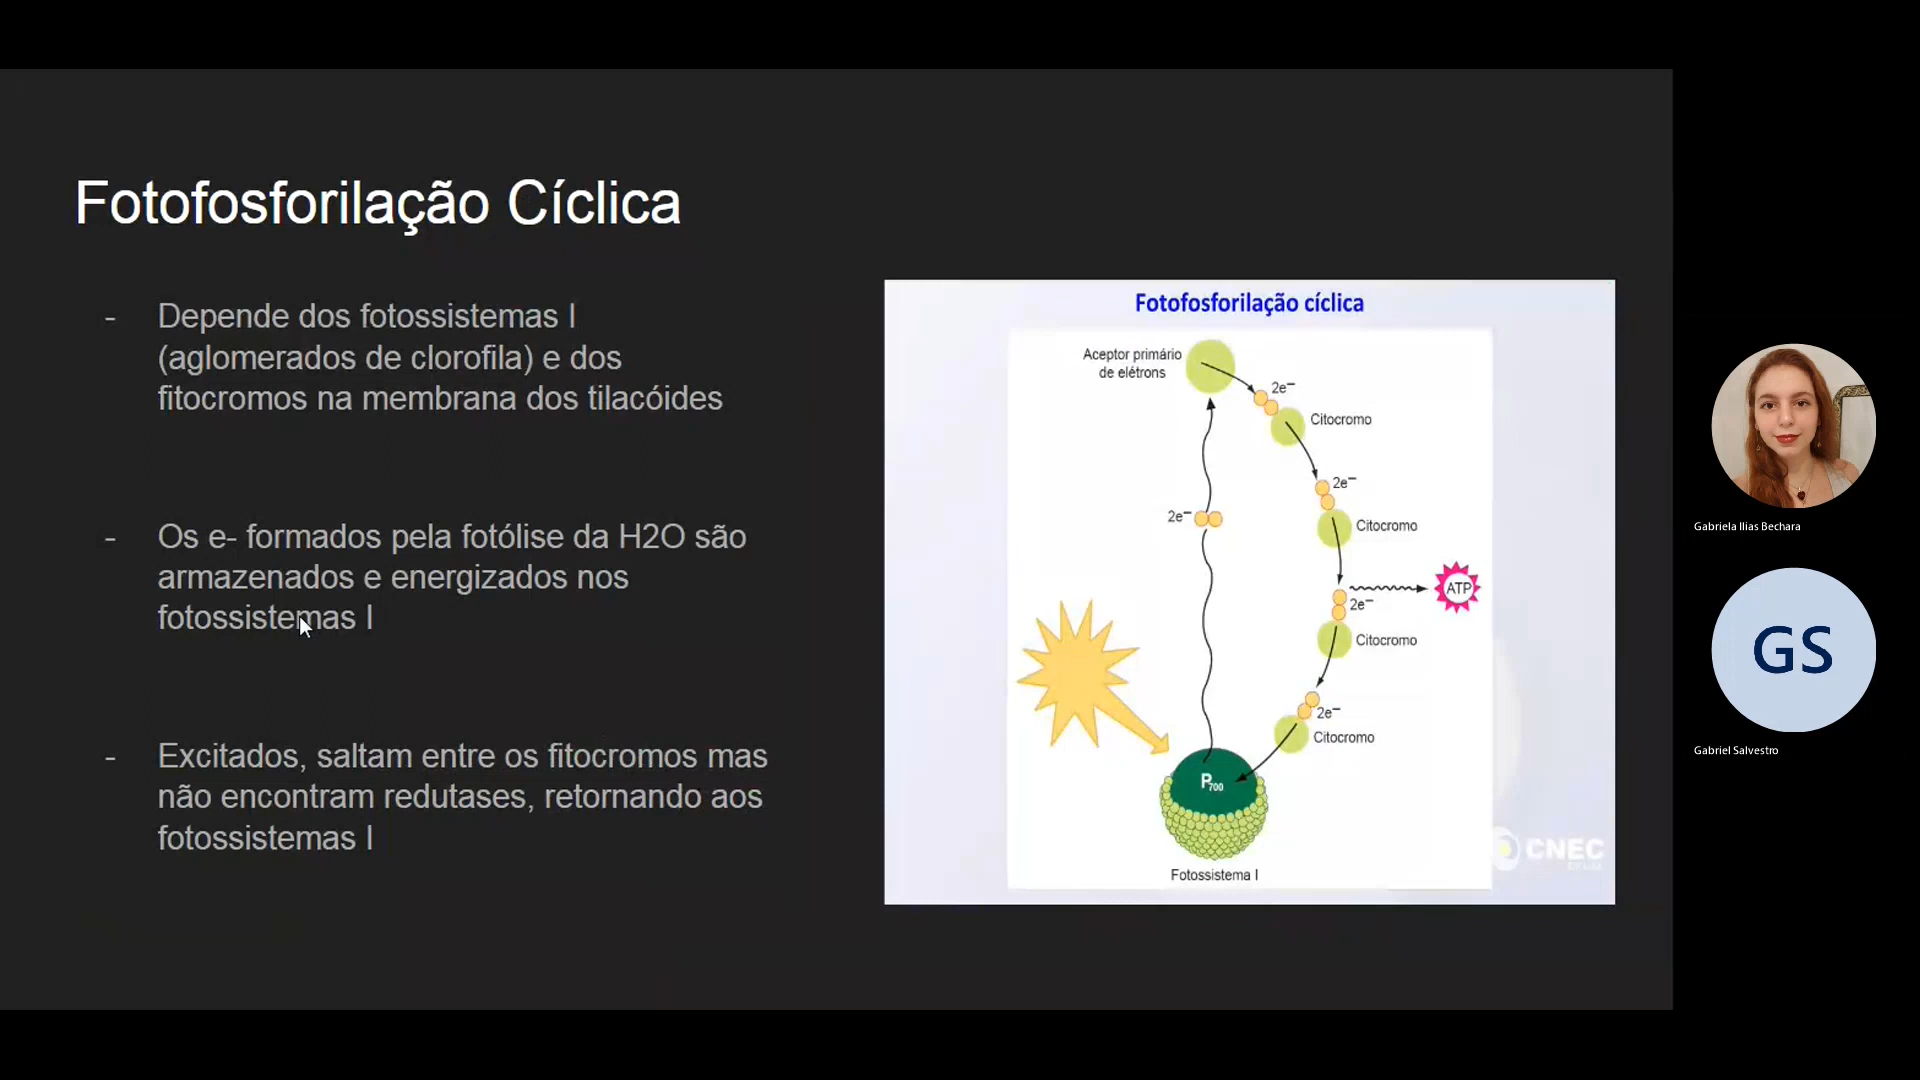 Fotofosforilação Cíclica
- Depende dos fotossistemas I
(aglomerados de clorofila) e dos
fitocromos na membrana dos tilacóides
- Os e- formados pela fotólise da H2O são
armazenados e energizados nos
fotossistemas I
- Excitados, saltam entre os fitocromos mas
não encontram redutases, retornando aos
fotossistemas I
Fotofosforilação cíclica
Aceptor primário
de elétrons
2e⁻
Citocromo
2e⁻
Citocromo
2e⁻
ATP
2e⁻
Citocromo
2e⁻
Citocromo
P700
Fotossistema I
CNEC
Gabriela Ilias Bechara
GS
Gabriel Salvestro